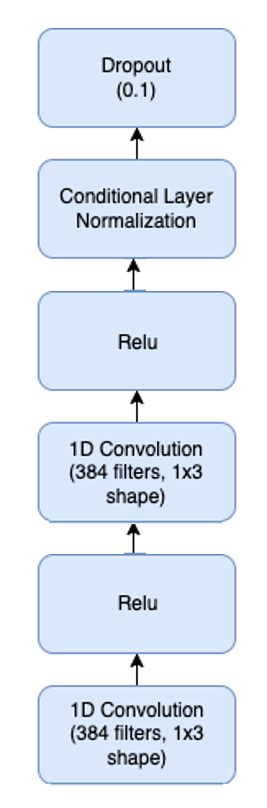 Dropout
(0.1)
Conditional Layer
Normalization
Relu
1D Convolution
(384 filters, 1x3
shape)
Relu
1D Convolution
(384 filters, 1x3
shape)